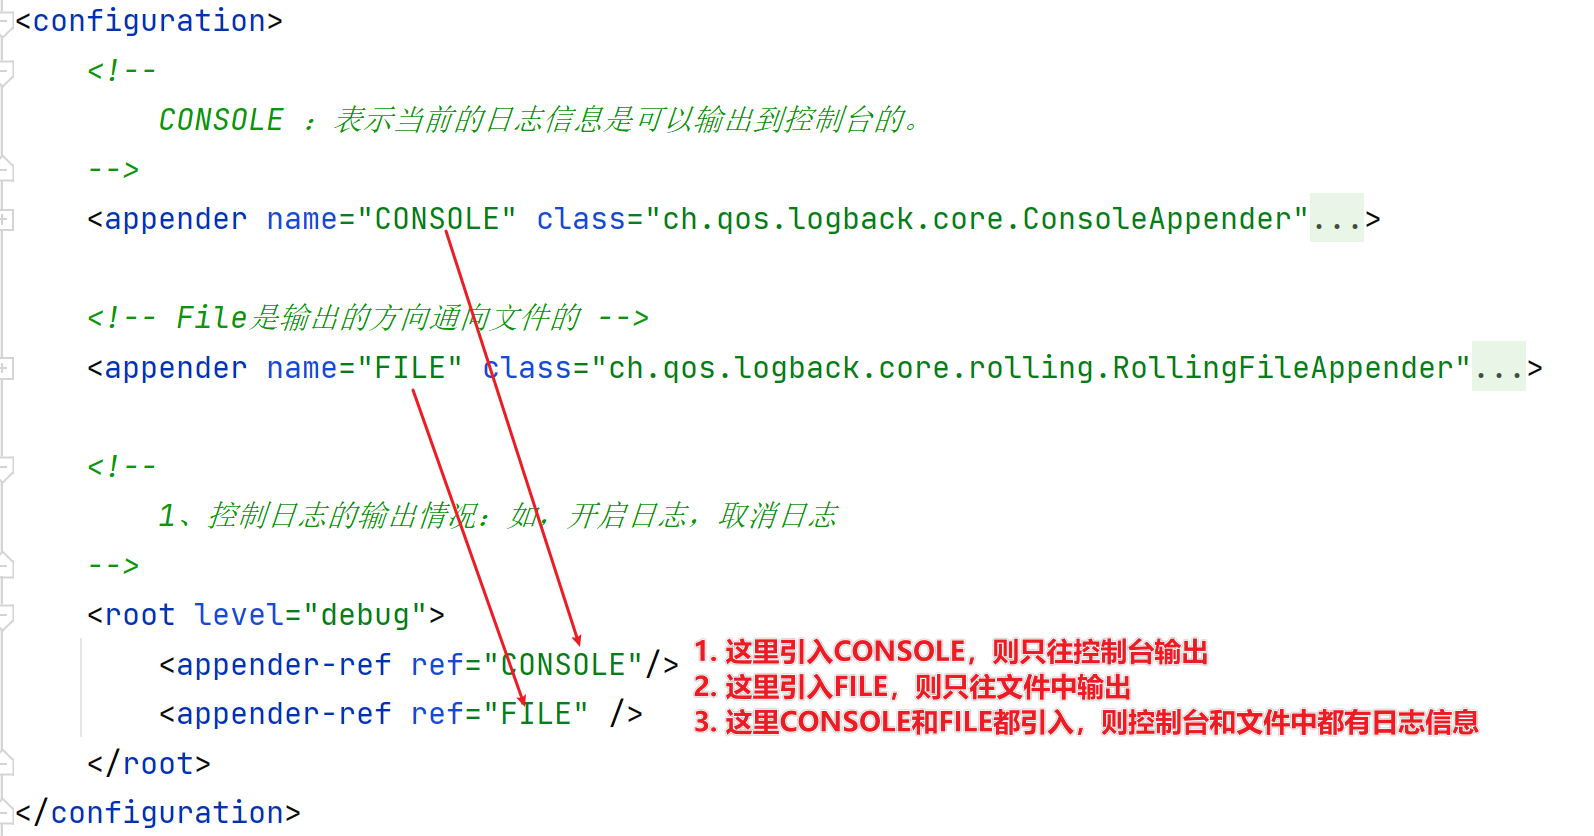 <configuration>
<!--
CONSOLE ：表示当前的日志信息是可以输出到控制台的。
-->
<appender name="CONSOLE" class="ch.qos.logback.core.ConsoleAppender"...>
<!-- File是输出的方向通向文件的 -->
<appender name="FILE" class="ch.qos.logback.core.rolling.RollingFileAppender"...>
<!--
1、控制日志的输出情况：如，开启日志，取消日志
-->
<root level="debug">
<appender-ref ref="CONSOLE"/> 1. 这里引入CONSOLE，则只往控制台输出
2. 这里引入FILE，则只往文件中输出
<appender-ref ref="FILE" /> 3. 这里CONSOLE和FILE都引入，则控制台和文件中都有日志信息
</root>
</configuration>